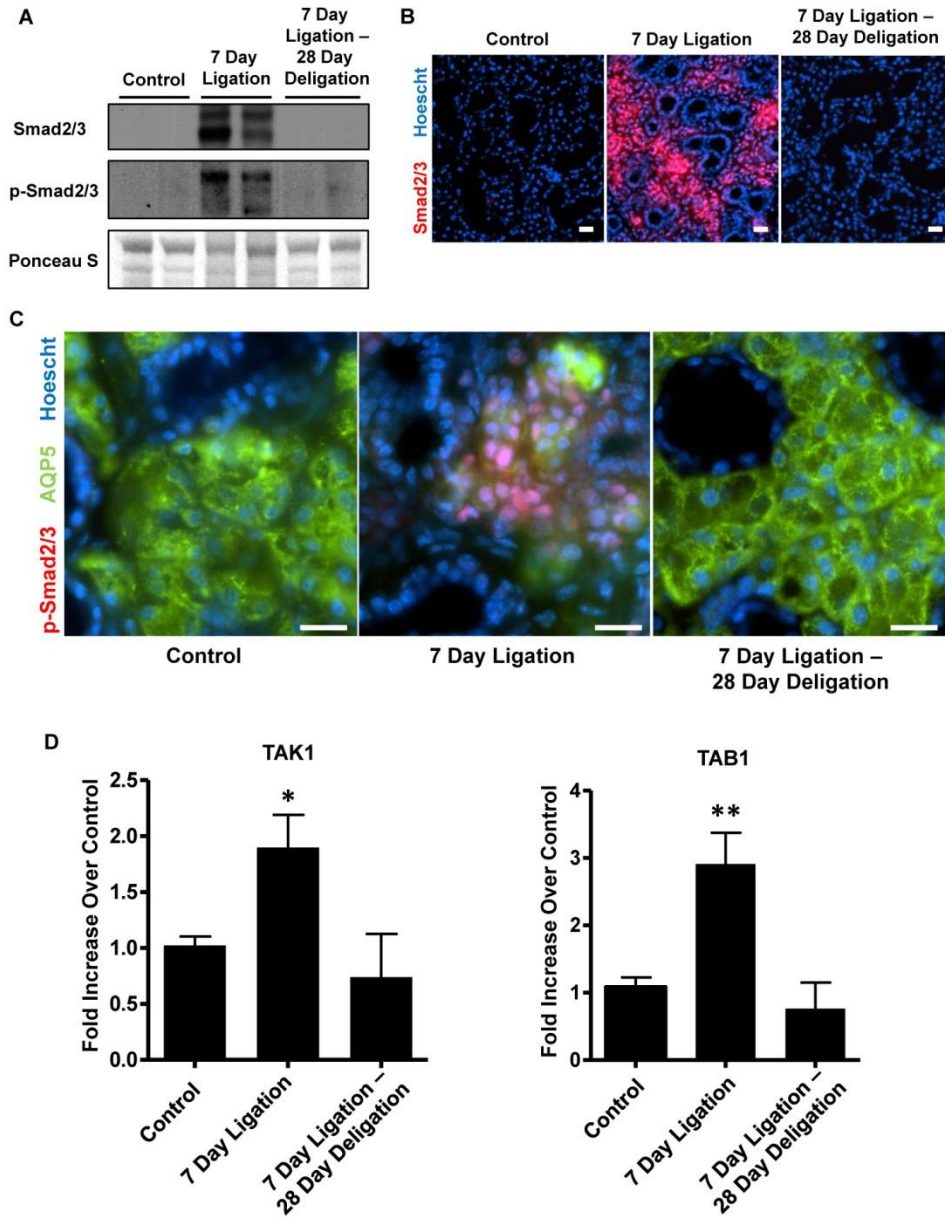 A
Control
7 Day
Ligation
7 Day
Ligation –
28 Day
Deligation
Smad2/3
p-Smad2/3
Ponceau S
B
Control
7 Day Ligation
7 Day Ligation –
28 Day Deligation
Smad2/3 Hoescht
C
p-Smad2/3 AQP5 Hoescht
Control
7 Day Ligation
7 Day Ligation –
28 Day Deligation
D
TAK1
Fold Increase Over Control
2.5
2.0
1.5
1.0
0.5
0.0
*
Control
7 Day Ligation
7 Day Ligation –
28 Day Deligation
TAB1
Fold Increase Over Control
4
3
2
1
0
**
Control
7 Day Ligation
7 Day Ligation –
28 Day Deligation